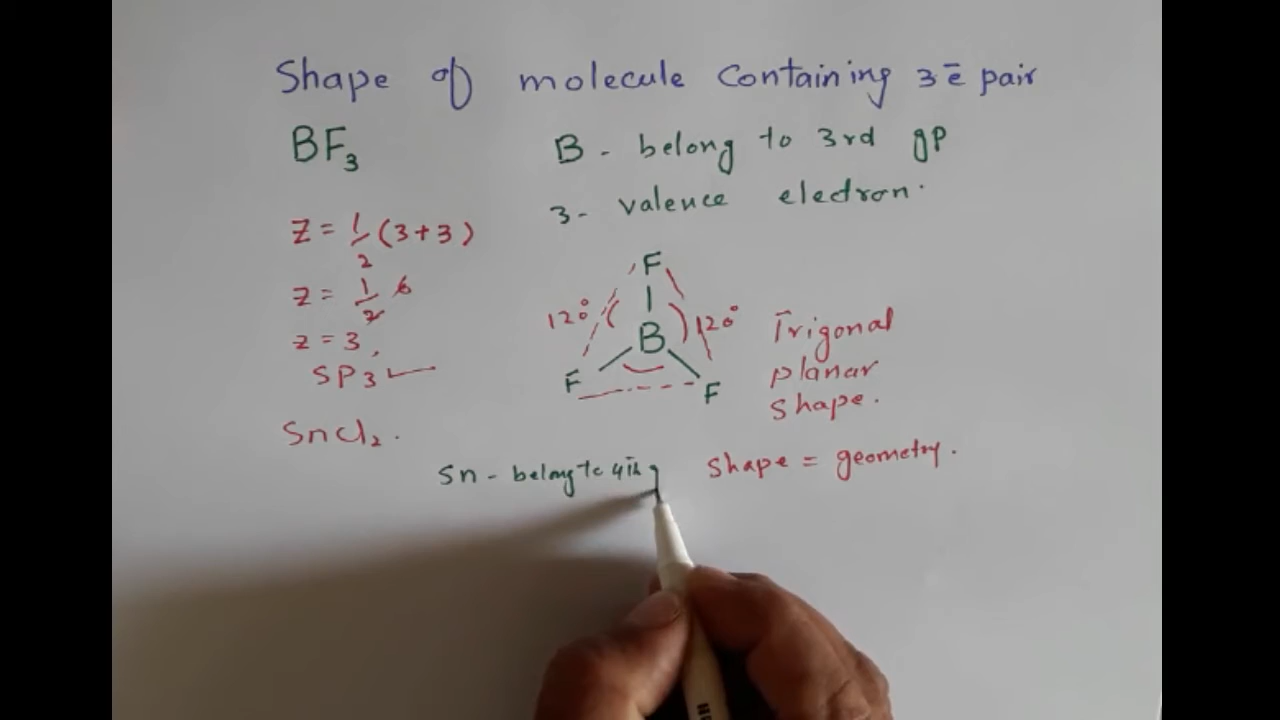 Shape of molecule containing 3ē pair
BF₃
B - belong to 3rd gp
3 - valence electron.
Z = 1/2 (3+3)
Z = 1/2 6
Z = 3,
SP3
F
B
F
F
120°
120°
Trigonal
planar
shape.
SnCl₂.
Sn - belong to 4th g
Shape = geometry.